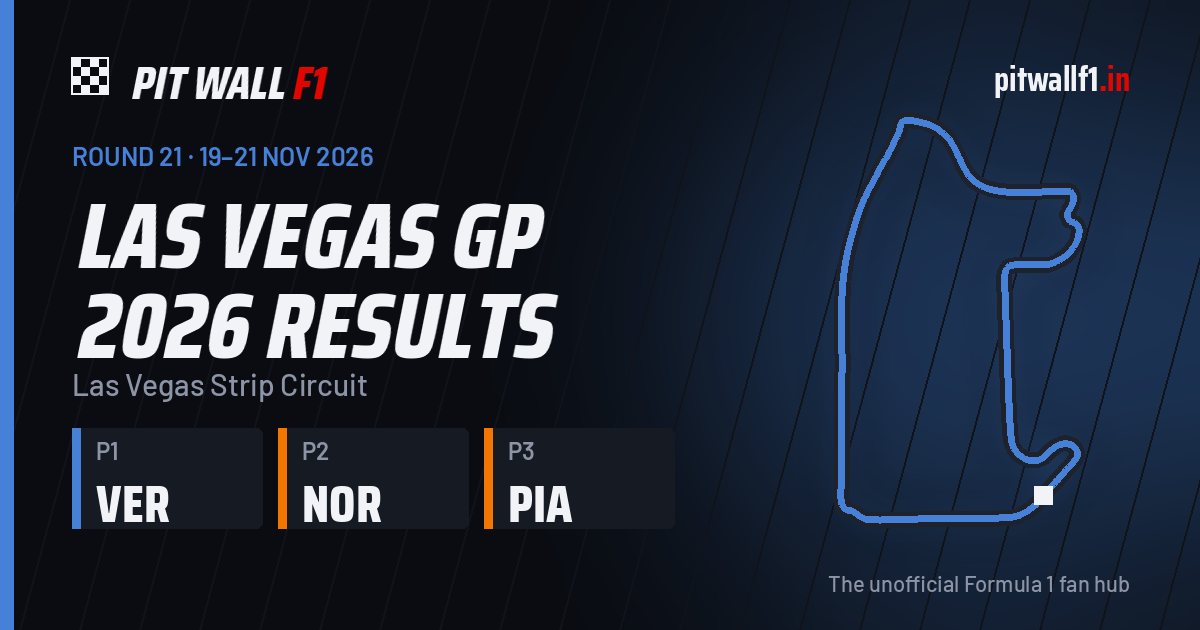 PIT WALL F1
pitwallf1.in
ROUND 21 · 19–21 NOV 2026
LAS VEGAS GP
2026 RESULTS
Las Vegas Strip Circuit
P1
VER
P2
NOR
P3
PIA
The unofficial Formula 1 fan hub